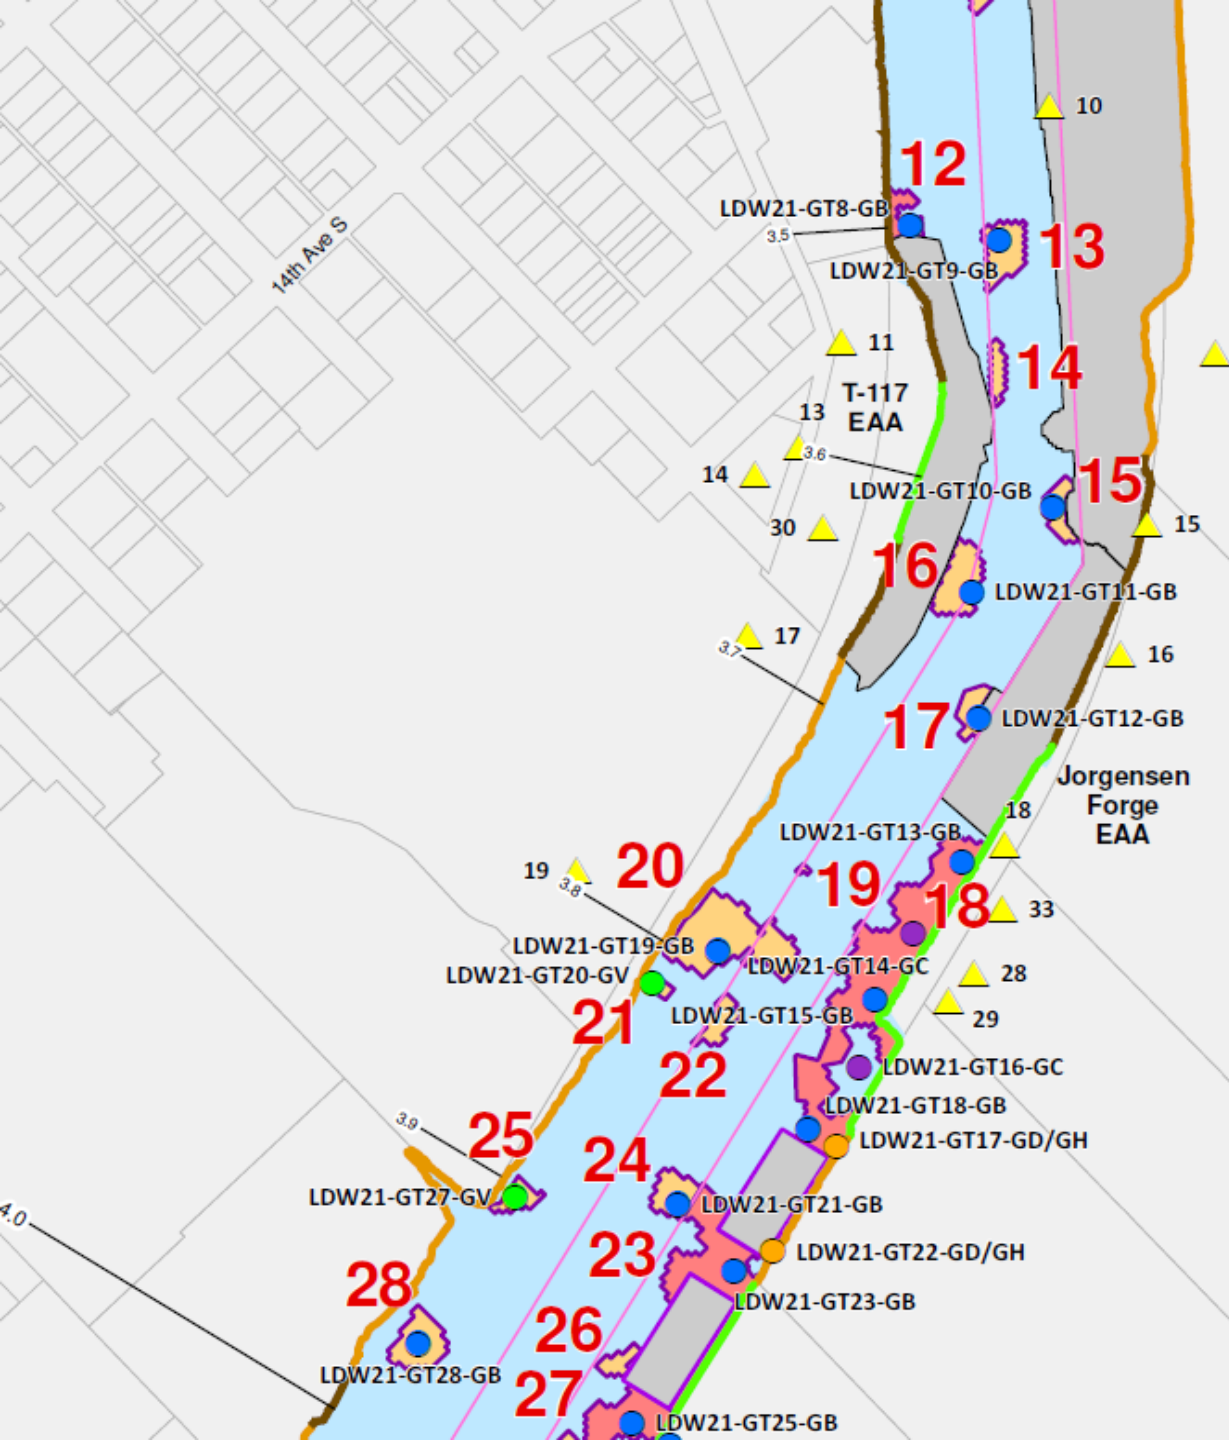 10
12
LDW21-GT8-GB
3.5
13
LDW21-GT9-GB
14th Ave S
11
14
T-117
EAA
13
3.6
14
15
LDW21-GT10-GB
30
15
16
LDW21-GT11-GB
17
3.7
16
17
LDW21-GT12-GB
Jorgensen
Forge
EAA
18
LDW21-GT13-GB
20
19
3.8
19
18
33
LDW21-GT19-GB
LDW21-GT14-GC
LDW21-GT20-GV
28
21
LDW21-GT15-GB
29
22
LDW21-GT16-GC
LDW21-GT18-GB
3.9
25
LDW21-GT17-GD/GH
24
LDW21-GT27-GV
LDW21-GT21-GB
4.0
23
LDW21-GT22-GD/GH
28
LDW21-GT23-GB
26
LDW21-GT28-GB
27
LDW21-GT25-GB